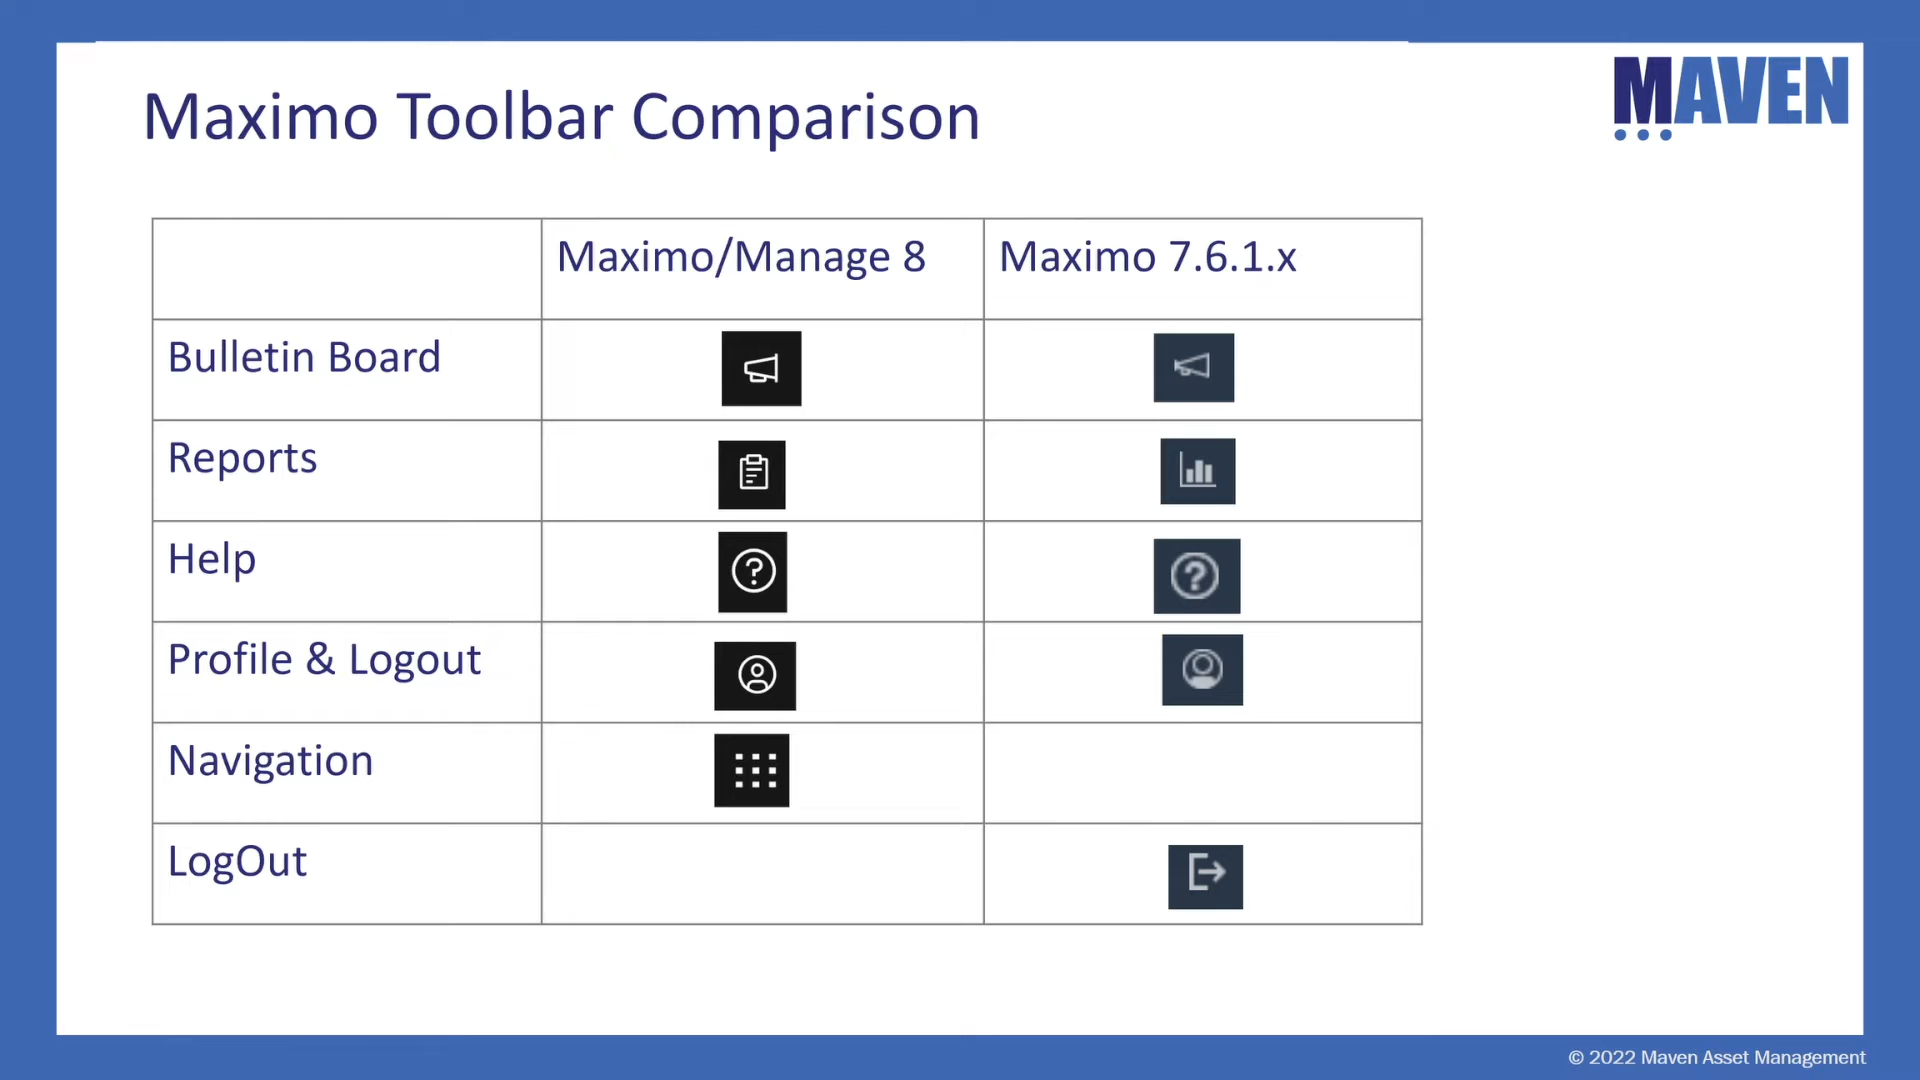 Maximo Toolbar Comparison
MAVEN
Maximo/Manage 8
Maximo 7.6.1.x
Bulletin Board
Reports
Help
Profile & Logout
Navigation
LogOut
© 2022 Maven Asset Management